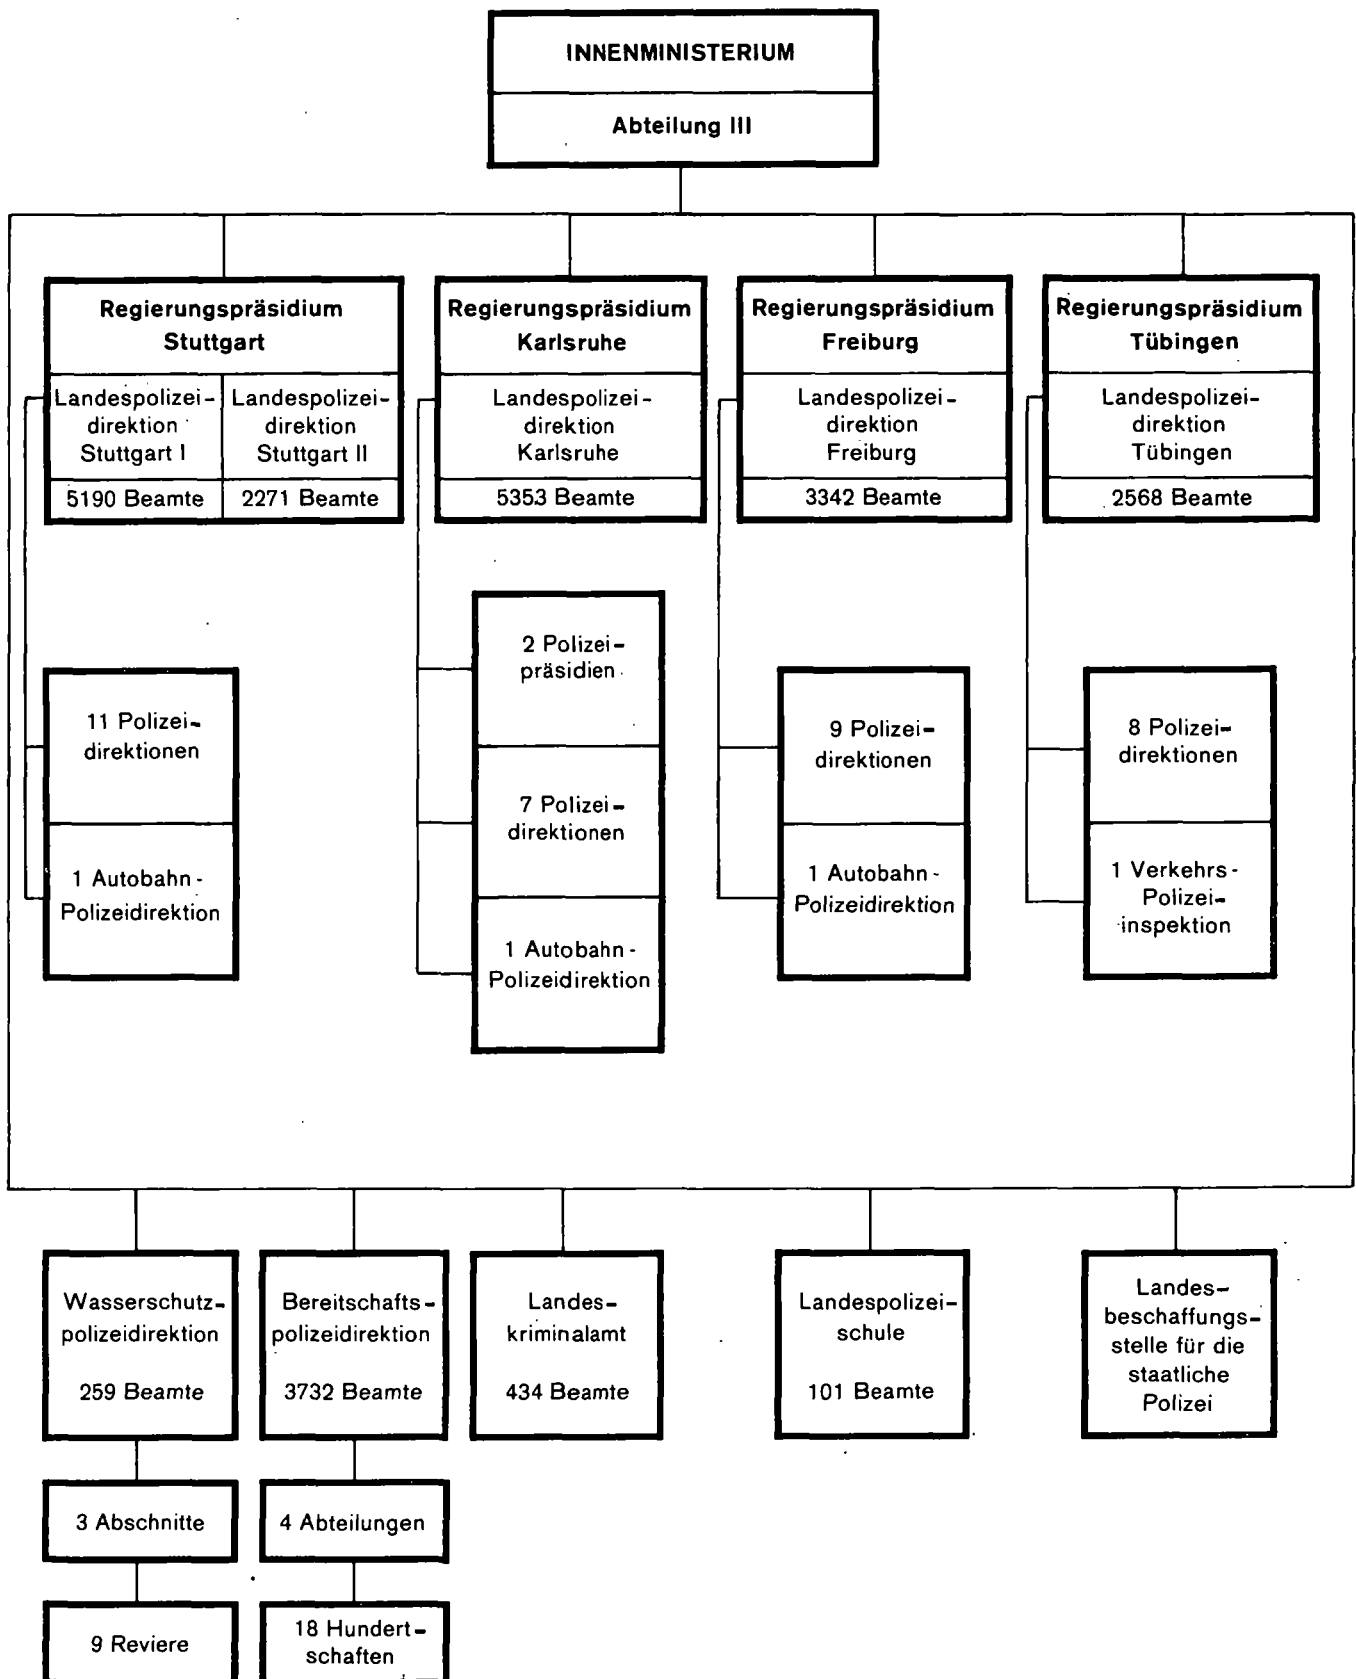 INNENMINISTERIUM
Abteilung III
Regierungspräsidium
Stuttgart
Landespolizei-
direktion
Stuttgart I
5190 Beamte
Landespolizei-
direktion
Stuttgart II
2271 Beamte
Regierungspräsidium
Karlsruhe
Landespolizei-
direktion
Karlsruhe
5353 Beamte
Regierungspräsidium
Freiburg
Landespolizei-
direktion
Freiburg
3342 Beamte
Regierungspräsidium
Tübingen
Landespolizei-
direktion
Tübingen
2568 Beamte
11 Polizei-
direktionen
1 Autobahn-
Polizeidirektion
2 Polizei-
präsidien
7 Polizei-
direktionen
1 Autobahn-
Polizeidirektion
9 Polizei-
direktionen
1 Autobahn-
Polizeidirektion
8 Polizei-
direktionen
1 Verkehrs-
Polizei-
inspektion
Wasserschutz-
polizeidirektion
259 Beamte
3 Abschnitte
9 Reviere
Bereitschafts-
polizeidirektion
3732 Beamte
4 Abteilungen
18 Hundert-
schaften
Landes-
kriminalamt
434 Beamte
Landespolizei-
schule
101 Beamte
Landes-
beschaffungs-
stelle für die
staatliche
Polizei